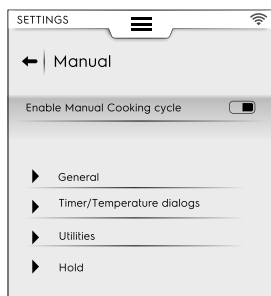 SETTINGS
Manual
Enable Manual Cooking cycle
General
Timer/Temperature dialogs
Utilities
Hold